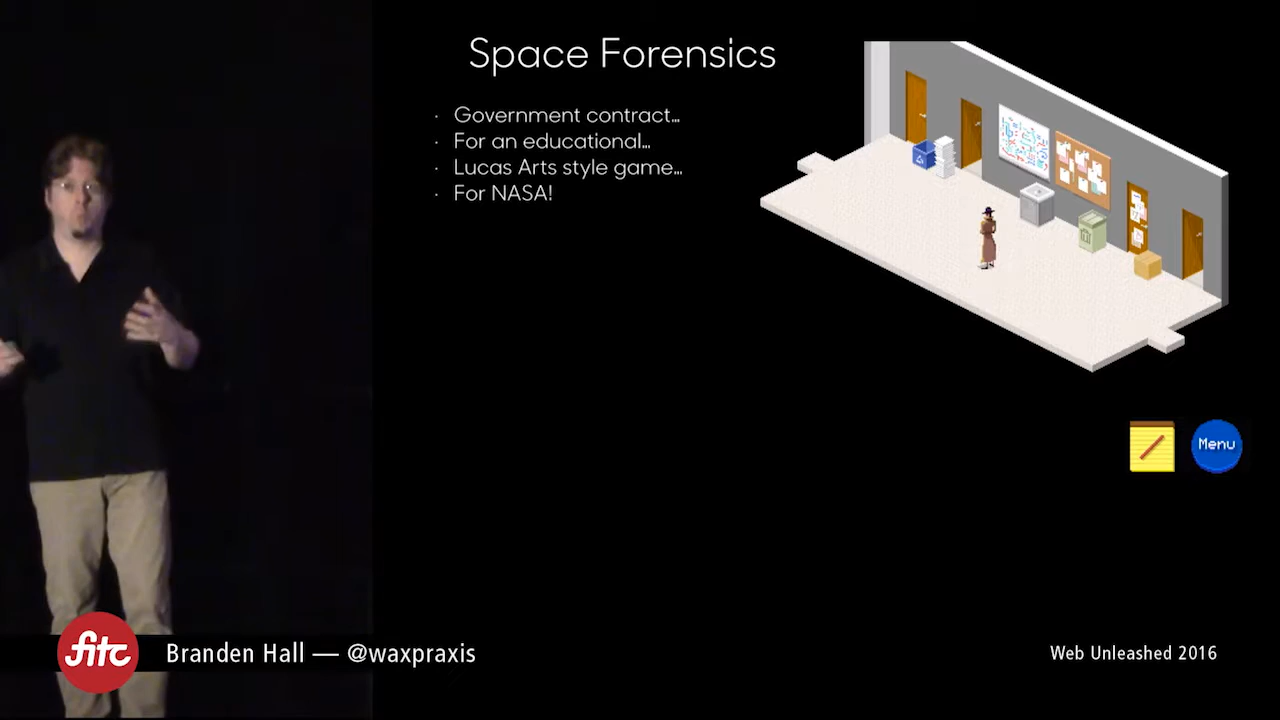 Space Forensics
· Government contract…
· For an educational…
· Lucas Arts style game…
· For NASA!
Menu
fitc
Branden Hall — @waxpraxis
Web Unleashed 2016